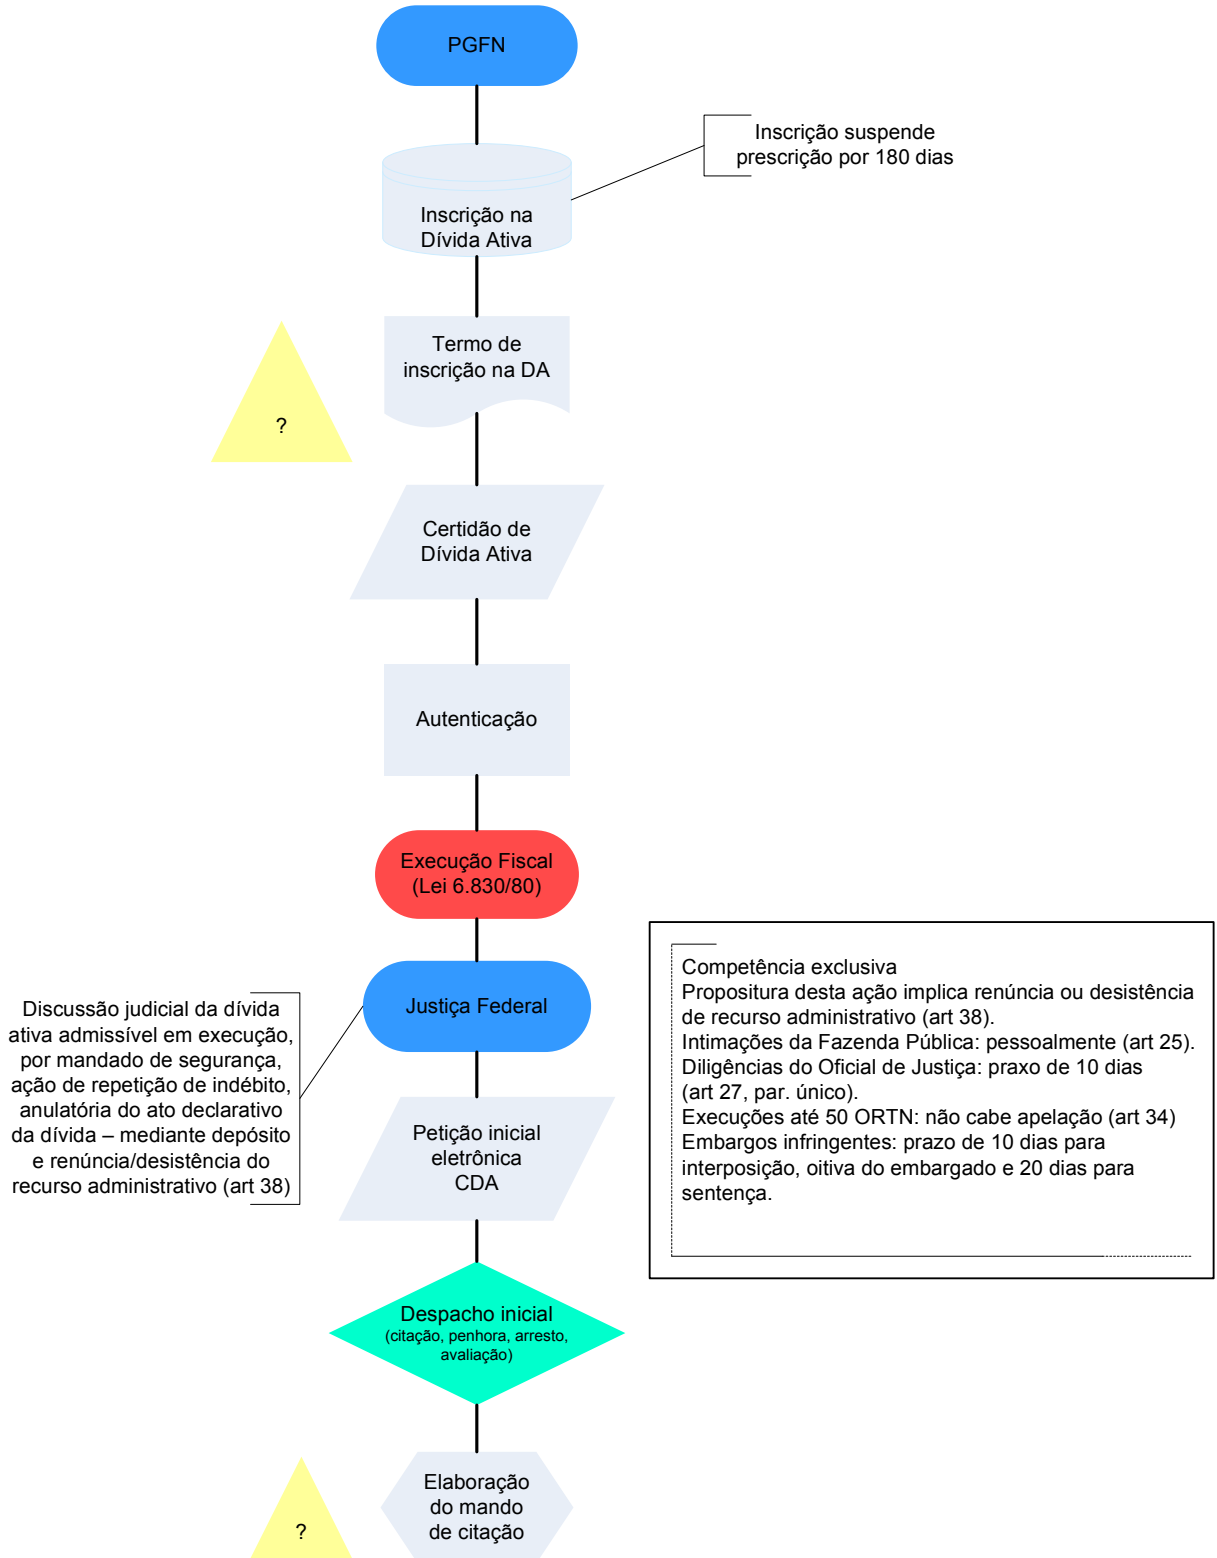 PGFN
Inscrição suspende
prescrição por 180 dias
Inscrição na
Dívida Ativa
Termo de
inscrição na DA
?
Certidão de
Dívida Ativa
Autenticação
Execução Fiscal
(Lei 6.830/80)
Justiça Federal
Discussão judicial da dívida
ativa admissível em execução,
por mandado de segurança,
ação de repetição de indébito,
anulatória do ato declarativo
da dívida – mediante depósito
e renúncia/desistência do
recurso administrativo (art 38)
Competência exclusiva
Propositura desta ação implica renúncia ou desistência
de recurso administrativo (art 38).
Intimações da Fazenda Pública: pessoalmente (art 25).
Diligências do Oficial de Justiça: praxo de 10 dias
(art 27, par. único).
Execuções até 50 ORTN: não cabe apelação (art 34)
Embargos infringentes: prazo de 10 dias para
interposição, oitiva do embargado e 20 dias para
sentença.
Petição inicial
eletrônica
CDA
Despacho inicial
(citação, penhora, arresto,
avaliação)
Elaboração
do mando
de citação
?